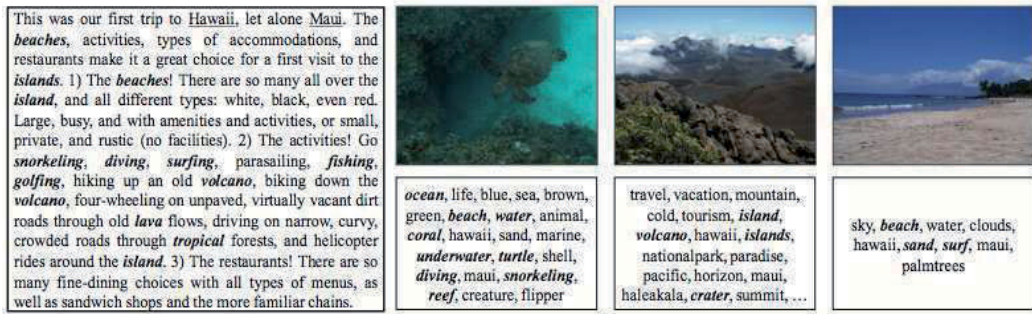 This was our first trip to Hawaii, let alone Maui. The
beaches, activities, types of accommodations, and
restaurants make it a great choice for a first visit to the
islands. 1) The beaches! There are so many all over the
island, and all different types: white, black, even red.
Large, busy, and with amenities and activities, or small,
private, and rustic (no facilities). 2) The activities! Go
snorkeling, diving, surfing, parasailing, fishing,
golfing, hiking up an old volcano, biking down the
volcano, four-wheeling on unpaved, virtually vacant dirt
roads through old lava flows, driving on narrow, curvy,
crowded roads through tropical forests, and helicopter
rides around the island. 3) The restaurants! There are so
many fine-dining choices with all types of menus, as
well as sandwich shops and the more familiar chains.
ocean, life, blue, sea, brown,
green, beach, water, animal,
coral, hawaii, sand, marine,
underwater, turtle, shell,
diving, maui, snorkeling,
reef, creature, flipper
travel, vacation, mountain,
cold, tourism, island,
volcano, hawaii, islands,
nationalpark, paradise,
pacific, horizon, maui,
haleakala, crater, summit, ...
sky, beach, water, clouds,
hawaii, sand, surf, maui,
palmtrees